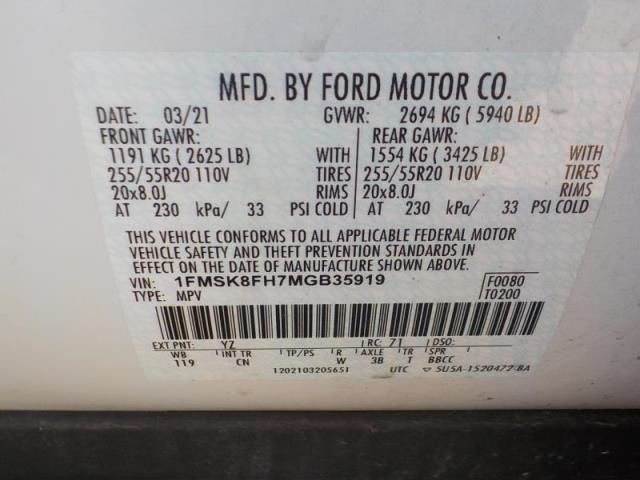 MFD. BY FORD MOTOR CO.
DATE: 03/21 GVWR: 2694 KG ( 5940 LB)
FRONT GAWR: REAR GAWR:
1191 KG ( 2625 LB) WITH 1554 KG ( 3425 LB) WITH
255/55R20 110V TIRES 255/55R20 110V TIRES
20x8.0J RIMS 20x8.0J RIMS
AT 230 kPa/ 33 PSI COLD AT 230 kPa/ 33 PSI COLD
THIS VEHICLE CONFORMS TO ALL APPLICABLE FEDERAL MOTOR
VEHICLE SAFETY AND THEFT PREVENTION STANDARDS IN
EFFECT ON THE DATE OF MANUFACTURE SHOWN ABOVE.
VIN: 1FMSK8FH7MGB35919 F0080
TYPE: MPV T0200
EXT PNT: YZ RC: 71 DSO:
WB INT TR TP/PS R AXLE TR SPR
119 CN W 3B T BBCC
1202103205651 UTC ▽ SU5A-1520472-BA